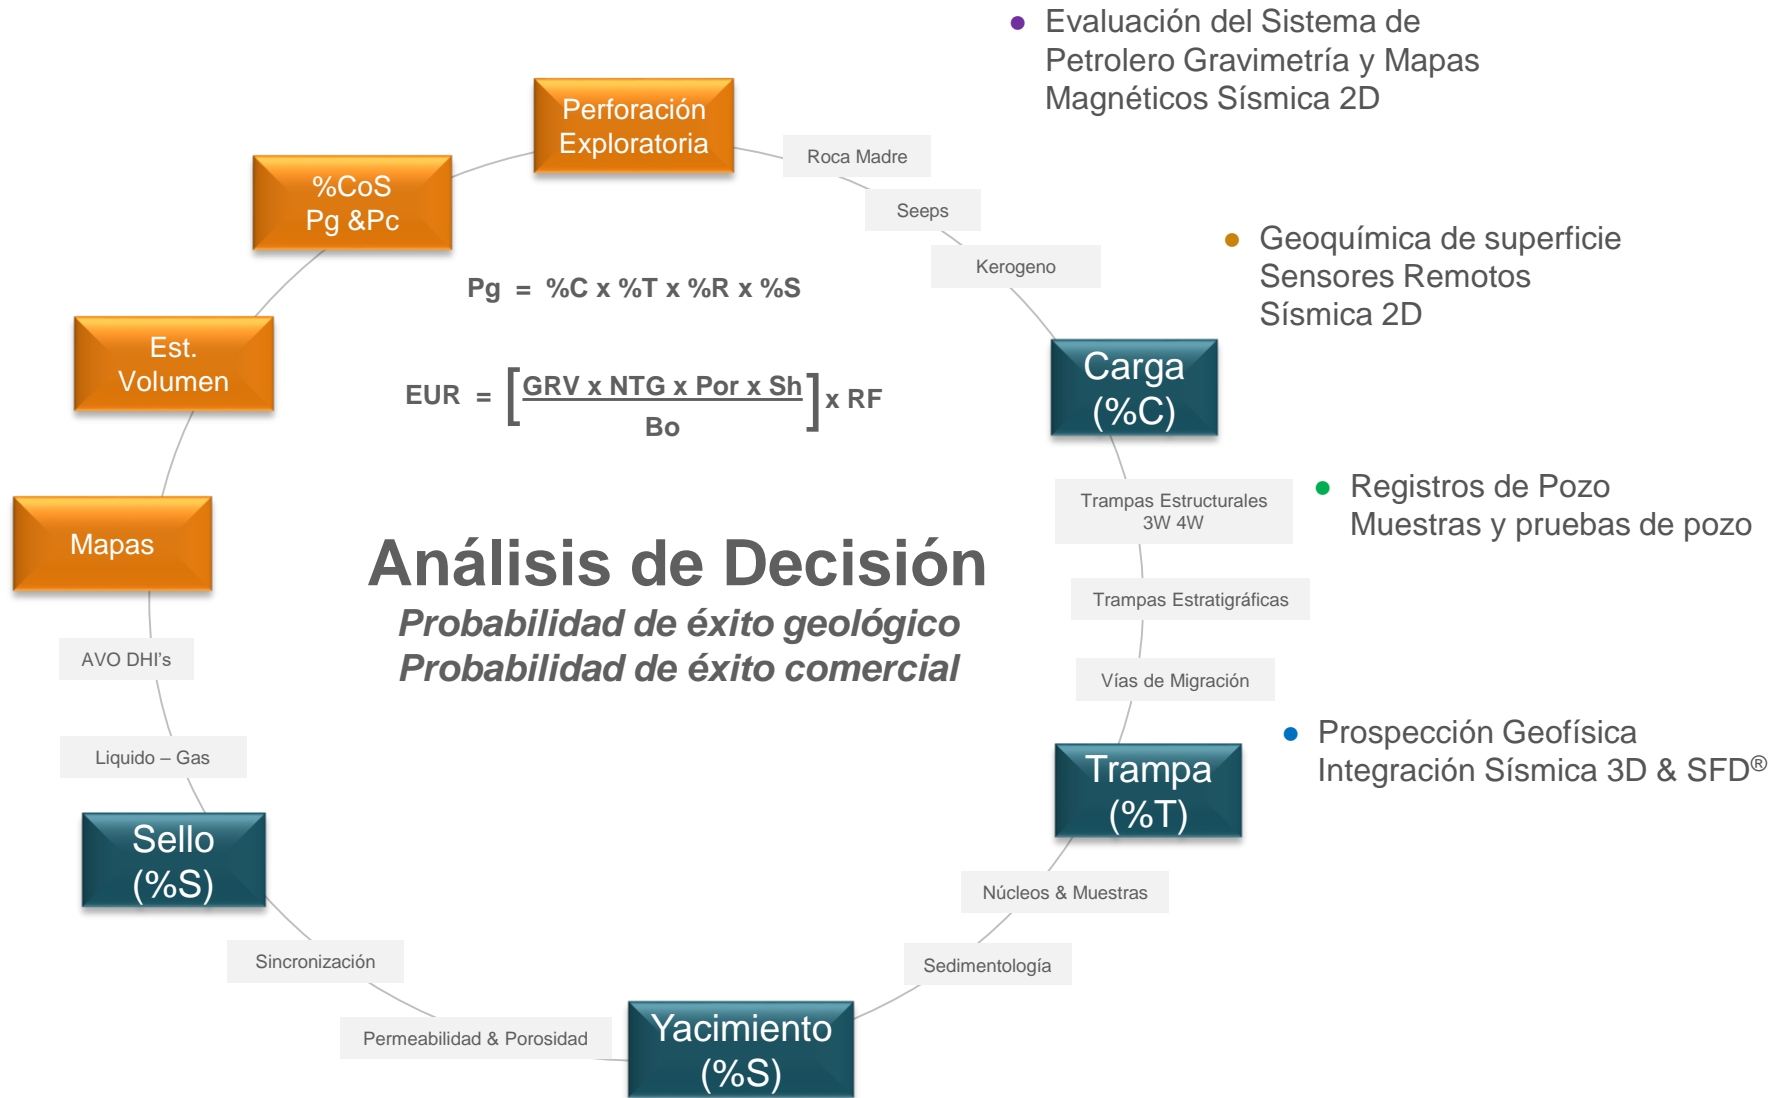 ● Evaluación del Sistema de
Petrolero Gravimetría y Mapas
Magnéticos Sísmica 2D
Perforación
Exploratoria
Roca Madre
%CoS
Pg &Pc
Seeps
Kerogeno
● Geoquímica de superficie
Sensores Remotos
Sísmica 2D
Pg = %C x %T x %R x %S
Est.
Volumen
Carga
(%C)
EUR = [GRV x NTG x Por x Sh] x RF
Bo
Trampas Estructurales
3W 4W
● Registros de Pozo
Muestras y pruebas de pozo
Mapas
Análisis de Decisión
Probabilidad de éxito geológico
Probabilidad de éxito comercial
Trampas Estratigráficas
AVO DHI's
Vías de Migración
Liquido – Gas
● Prospección Geofísica
Integración Sísmica 3D & SFD®
Trampa
(%T)
Sello
(%S)
Núcleos & Muestras
Sincronización
Sedimentología
Permeabilidad & Porosidad
Yacimiento
(%S)